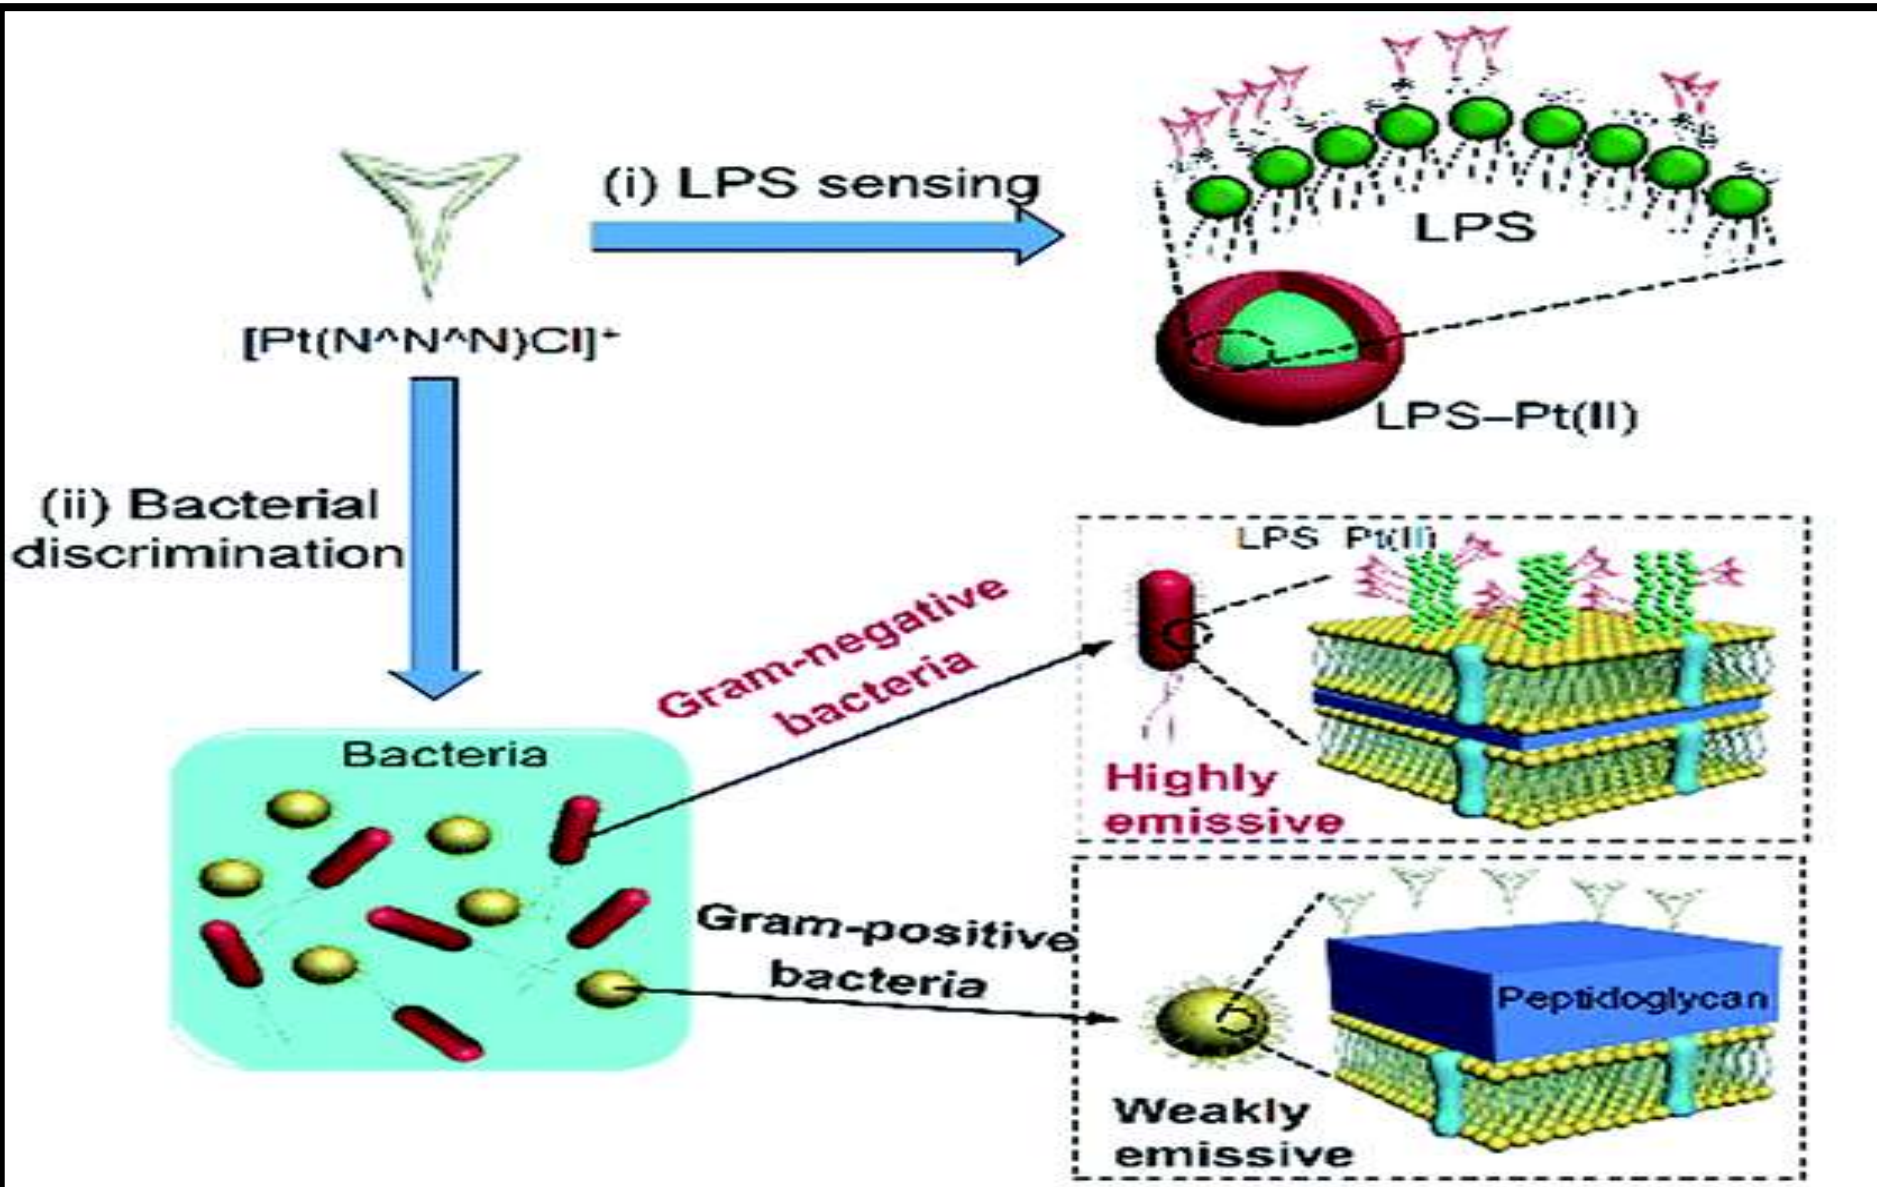 (i) LPS sensing
LPS
[Pt(N^N^N)Cl]⁺
LPS–Pt(II)
(ii) Bacterial
discrimination
LPS Pt(II)
Gram-negative
bacteria
Highly
emissive
Bacteria
Gram-positive
bacteria
Peptidoglycan
Weakly
emissive